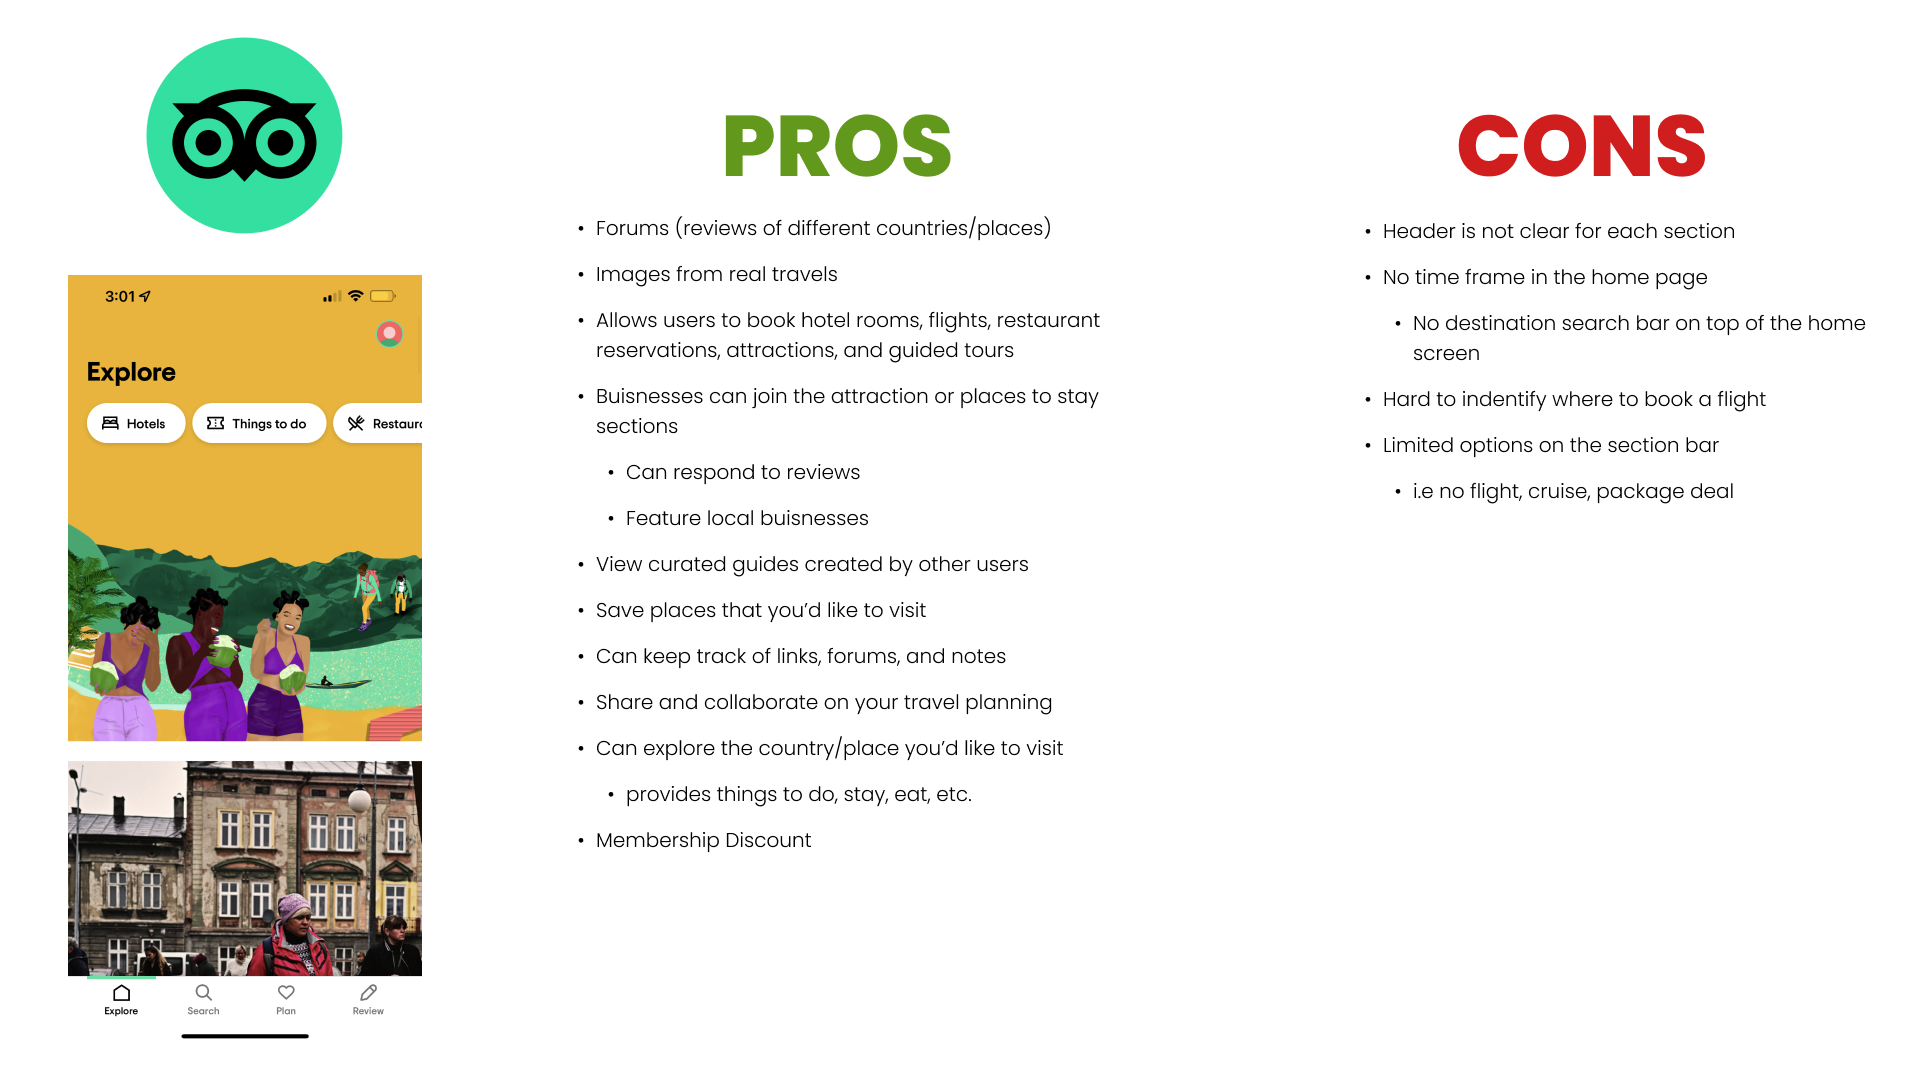 3:01
Explore
Hotels
Things to do
Restaur
Explore
Search
Plan
Review
PROS
• Forums (reviews of different countries/places)
• Images from real travels
• Allows users to book hotel rooms, flights, restaurant
reservations, attractions, and guided tours
• Buisnesses can join the attraction or places to stay
sections
• Can respond to reviews
• Feature local buisnesses
• View curated guides created by other users
• Save places that you’d like to visit
• Can keep track of links, forums, and notes
• Share and collaborate on your travel planning
• Can explore the country/place you’d like to visit
• provides things to do, stay, eat, etc.
• Membership Discount
CONS
• Header is not clear for each section
• No time frame in the home page
• No destination search bar on top of the home
screen
• Hard to indentify where to book a flight
• Limited options on the section bar
• i.e no flight, cruise, package deal